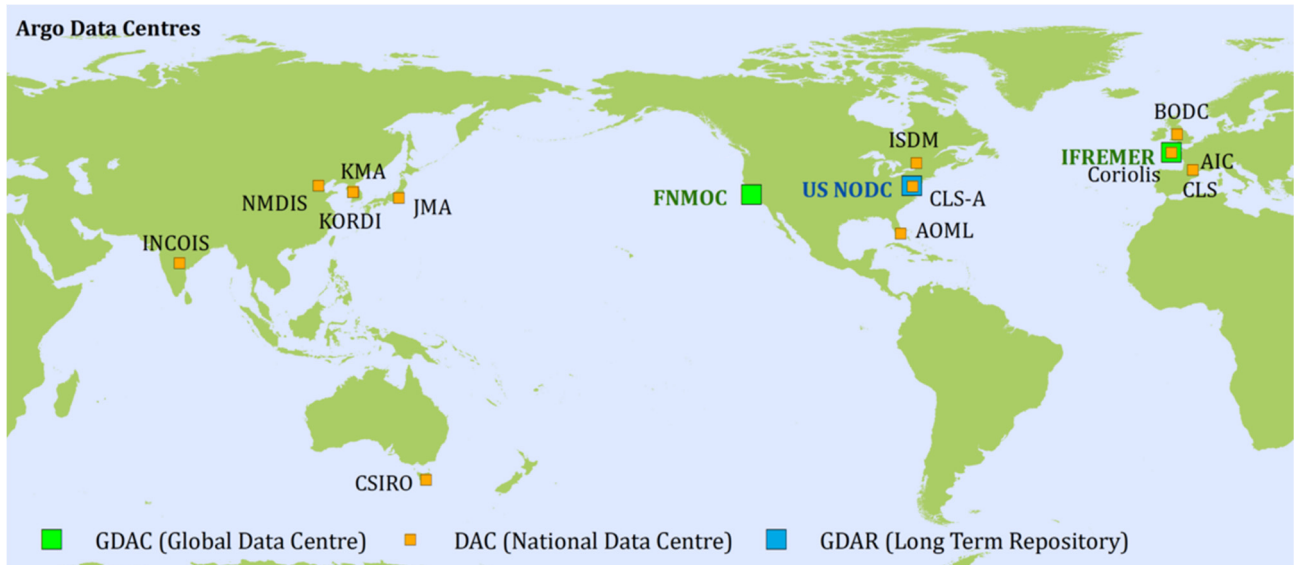 Argo Data Centres
BODC
ISDM
IFREMER
AIC
Coriolis
CLS
KMA
NMDIS
KORDI
JMA
FNMOC
US NODC
CLS-A
AOML
INCOIS
CSIRO
GDAC (Global Data Centre)
DAC (National Data Centre)
GDAR (Long Term Repository)